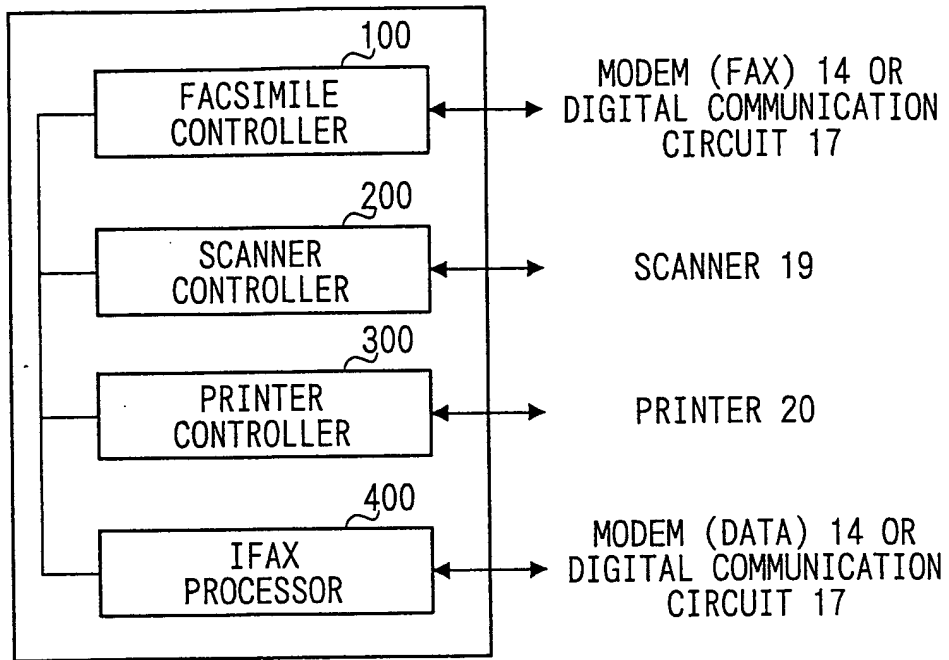 100
FACSIMILE
CONTROLLER
MODEM (FAX) 14 OR
DIGITAL COMMUNICATION
CIRCUIT 17
200
SCANNER
CONTROLLER
SCANNER 19
300
PRINTER
CONTROLLER
PRINTER 20
400
IFAX
PROCESSOR
MODEM (DATA) 14 OR
DIGITAL COMMUNICATION
CIRCUIT 17